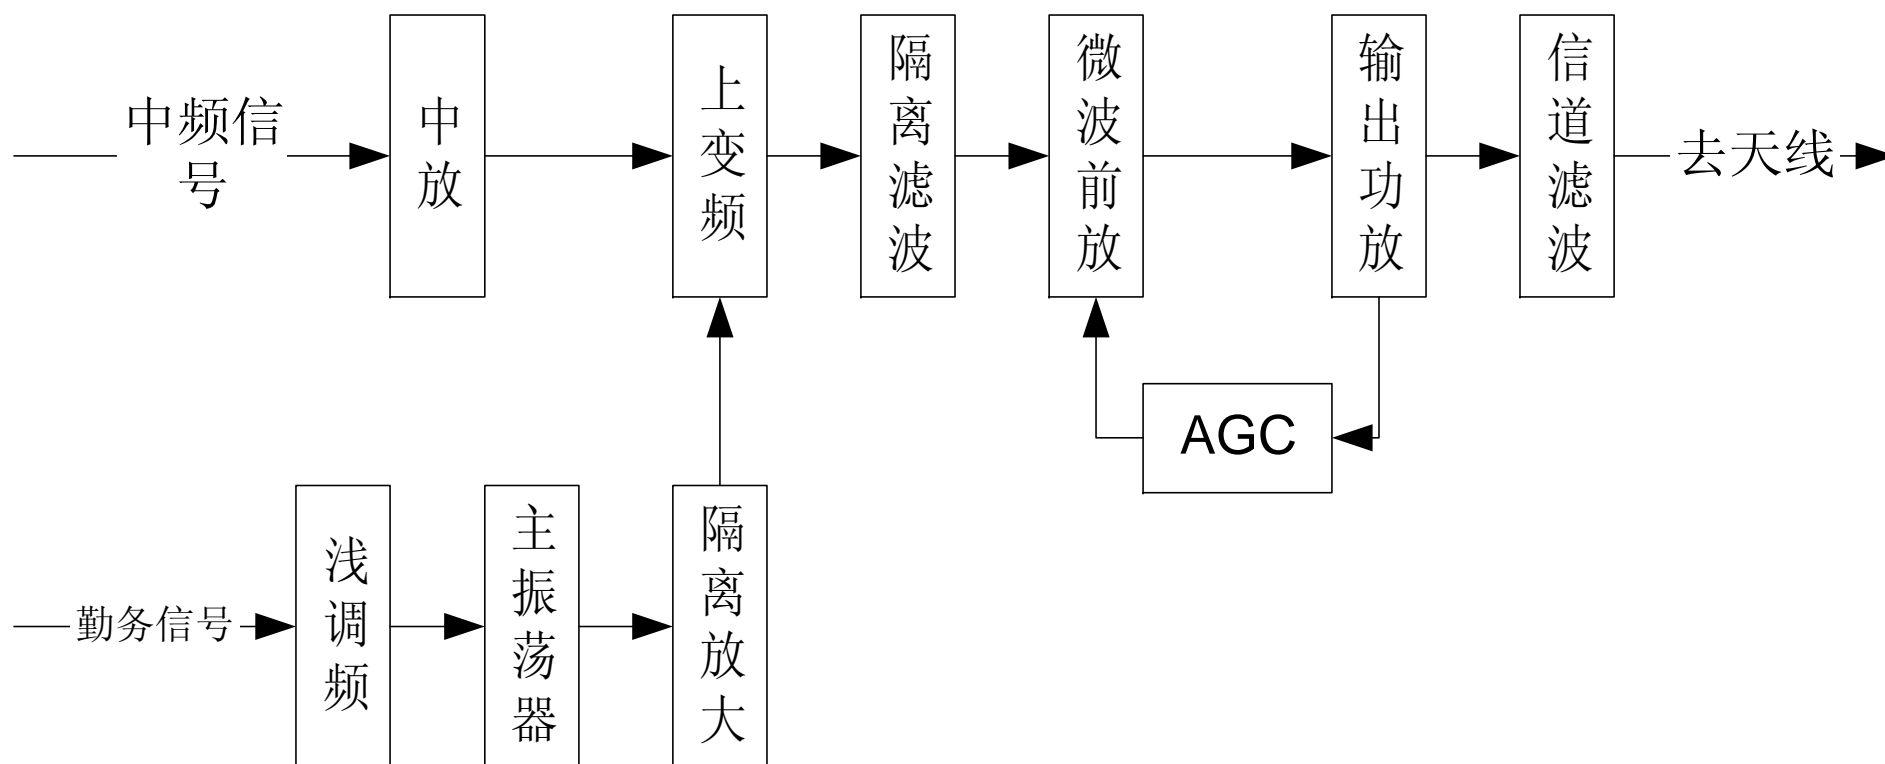 中频信
号
中放
上变频
隔离滤波
微波前放
输出功放
信道滤波
去天线
AGC
勤务信号
浅调频
主振荡器
隔离放大